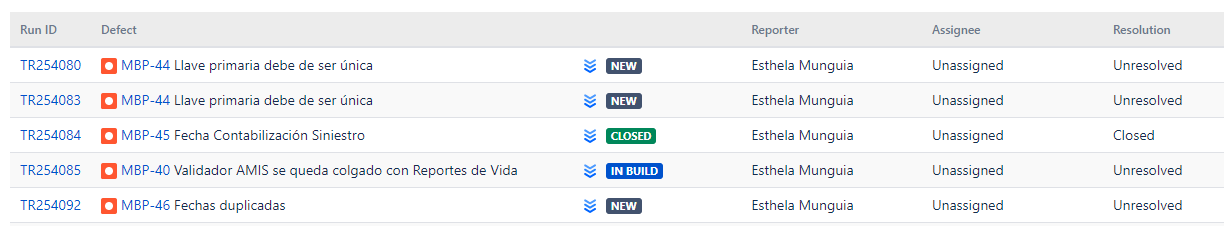 Run ID Defect Reporter Assignee Resolution
TR254080 MBP-44 Llave primaria debe de ser única NEW Esthela Munguia Unassigned Unresolved
TR254083 MBP-44 Llave primaria debe de ser única NEW Esthela Munguia Unassigned Unresolved
TR254084 MBP-45 Fecha Contabilización Siniestro CLOSED Esthela Munguia Unassigned Closed
TR254085 MBP-40 Validador AMIS se queda colgado con Reportes de Vida IN BUILD Esthela Munguia Unassigned Unresolved
TR254092 MBP-46 Fechas duplicadas NEW Esthela Munguia Unassigned Unresolved